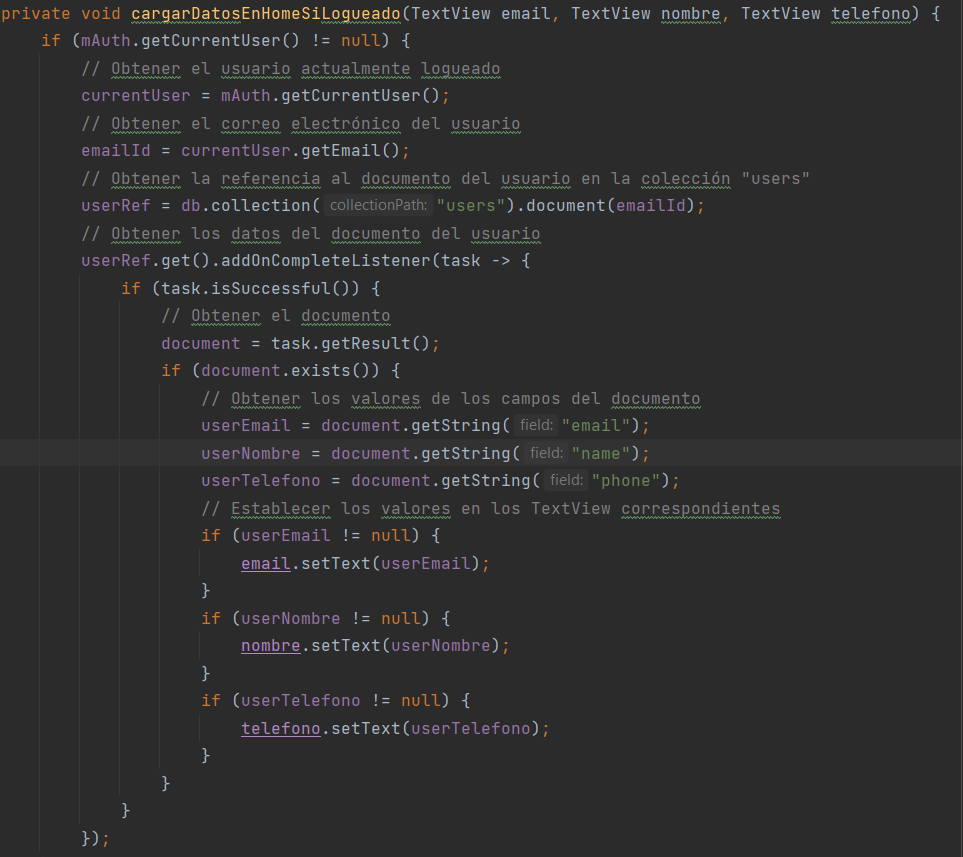 private void cargarDatosEnHomeSiLogueado(TextView email, TextView nombre, TextView telefono) {
if (mAuth.getCurrentUser() != null) {
// Obtener el usuario actualmente logueado
currentUser = mAuth.getCurrentUser();
// Obtener el correo electrónico del usuario
emailId = currentUser.getEmail();
// Obtener la referencia al documento del usuario en la colección "users"
userRef = db.collection( collectionPath: "users").document(emailId);
// Obtener los datos del documento del usuario
userRef.get().addOnCompleteListener(task -> {
if (task.isSuccessful()) {
// Obtener el documento
document = task.getResult();
if (document.exists()) {
// Obtener los valores de los campos del documento
userEmail = document.getString( field: "email");
userNombre = document.getString( field: "name");
userTelefono = document.getString( field: "phone");
// Establecer los valores en los TextView correspondientes
if (userEmail != null) {
email.setText(userEmail);
}
if (userNombre != null) {
nombre.setText(userNombre);
}
if (userTelefono != null) {
telefono.setText(userTelefono);
}
}
}
});